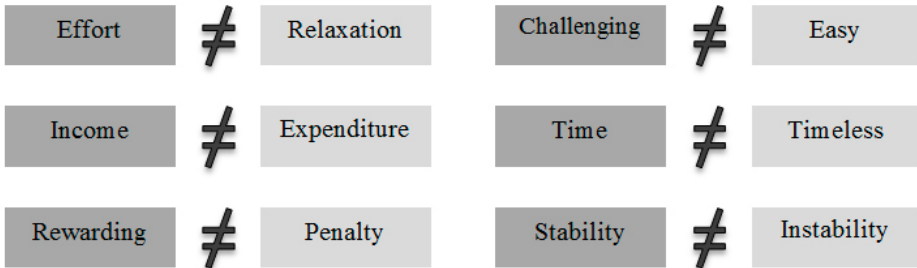 Effort ≠ Relaxation Challenging ≠ Easy
Income ≠ Expenditure Time ≠ Timeless
Rewarding ≠ Penalty Stability ≠ Instability